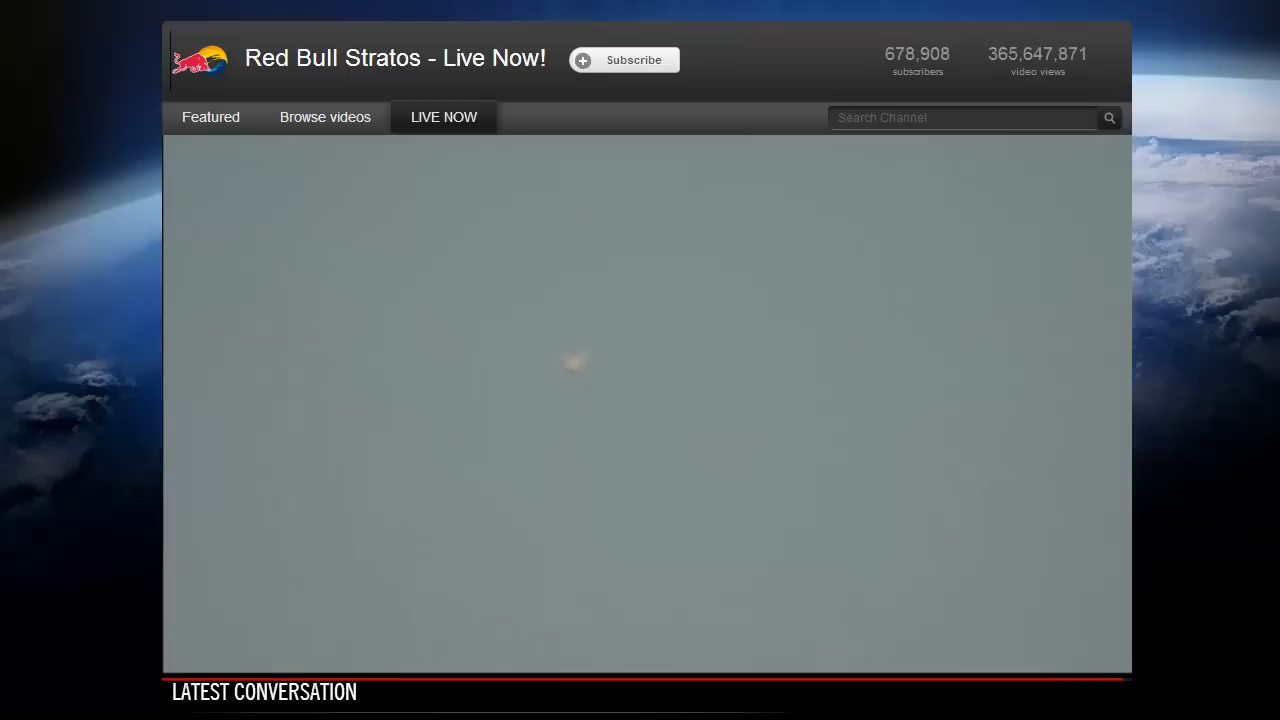 Red Bull Stratos - Live Now!
Subscribe
678,908
subscribers
365,647,871
video views
Featured
Browse videos
LIVE NOW
Search Channel
LATEST CONVERSATION